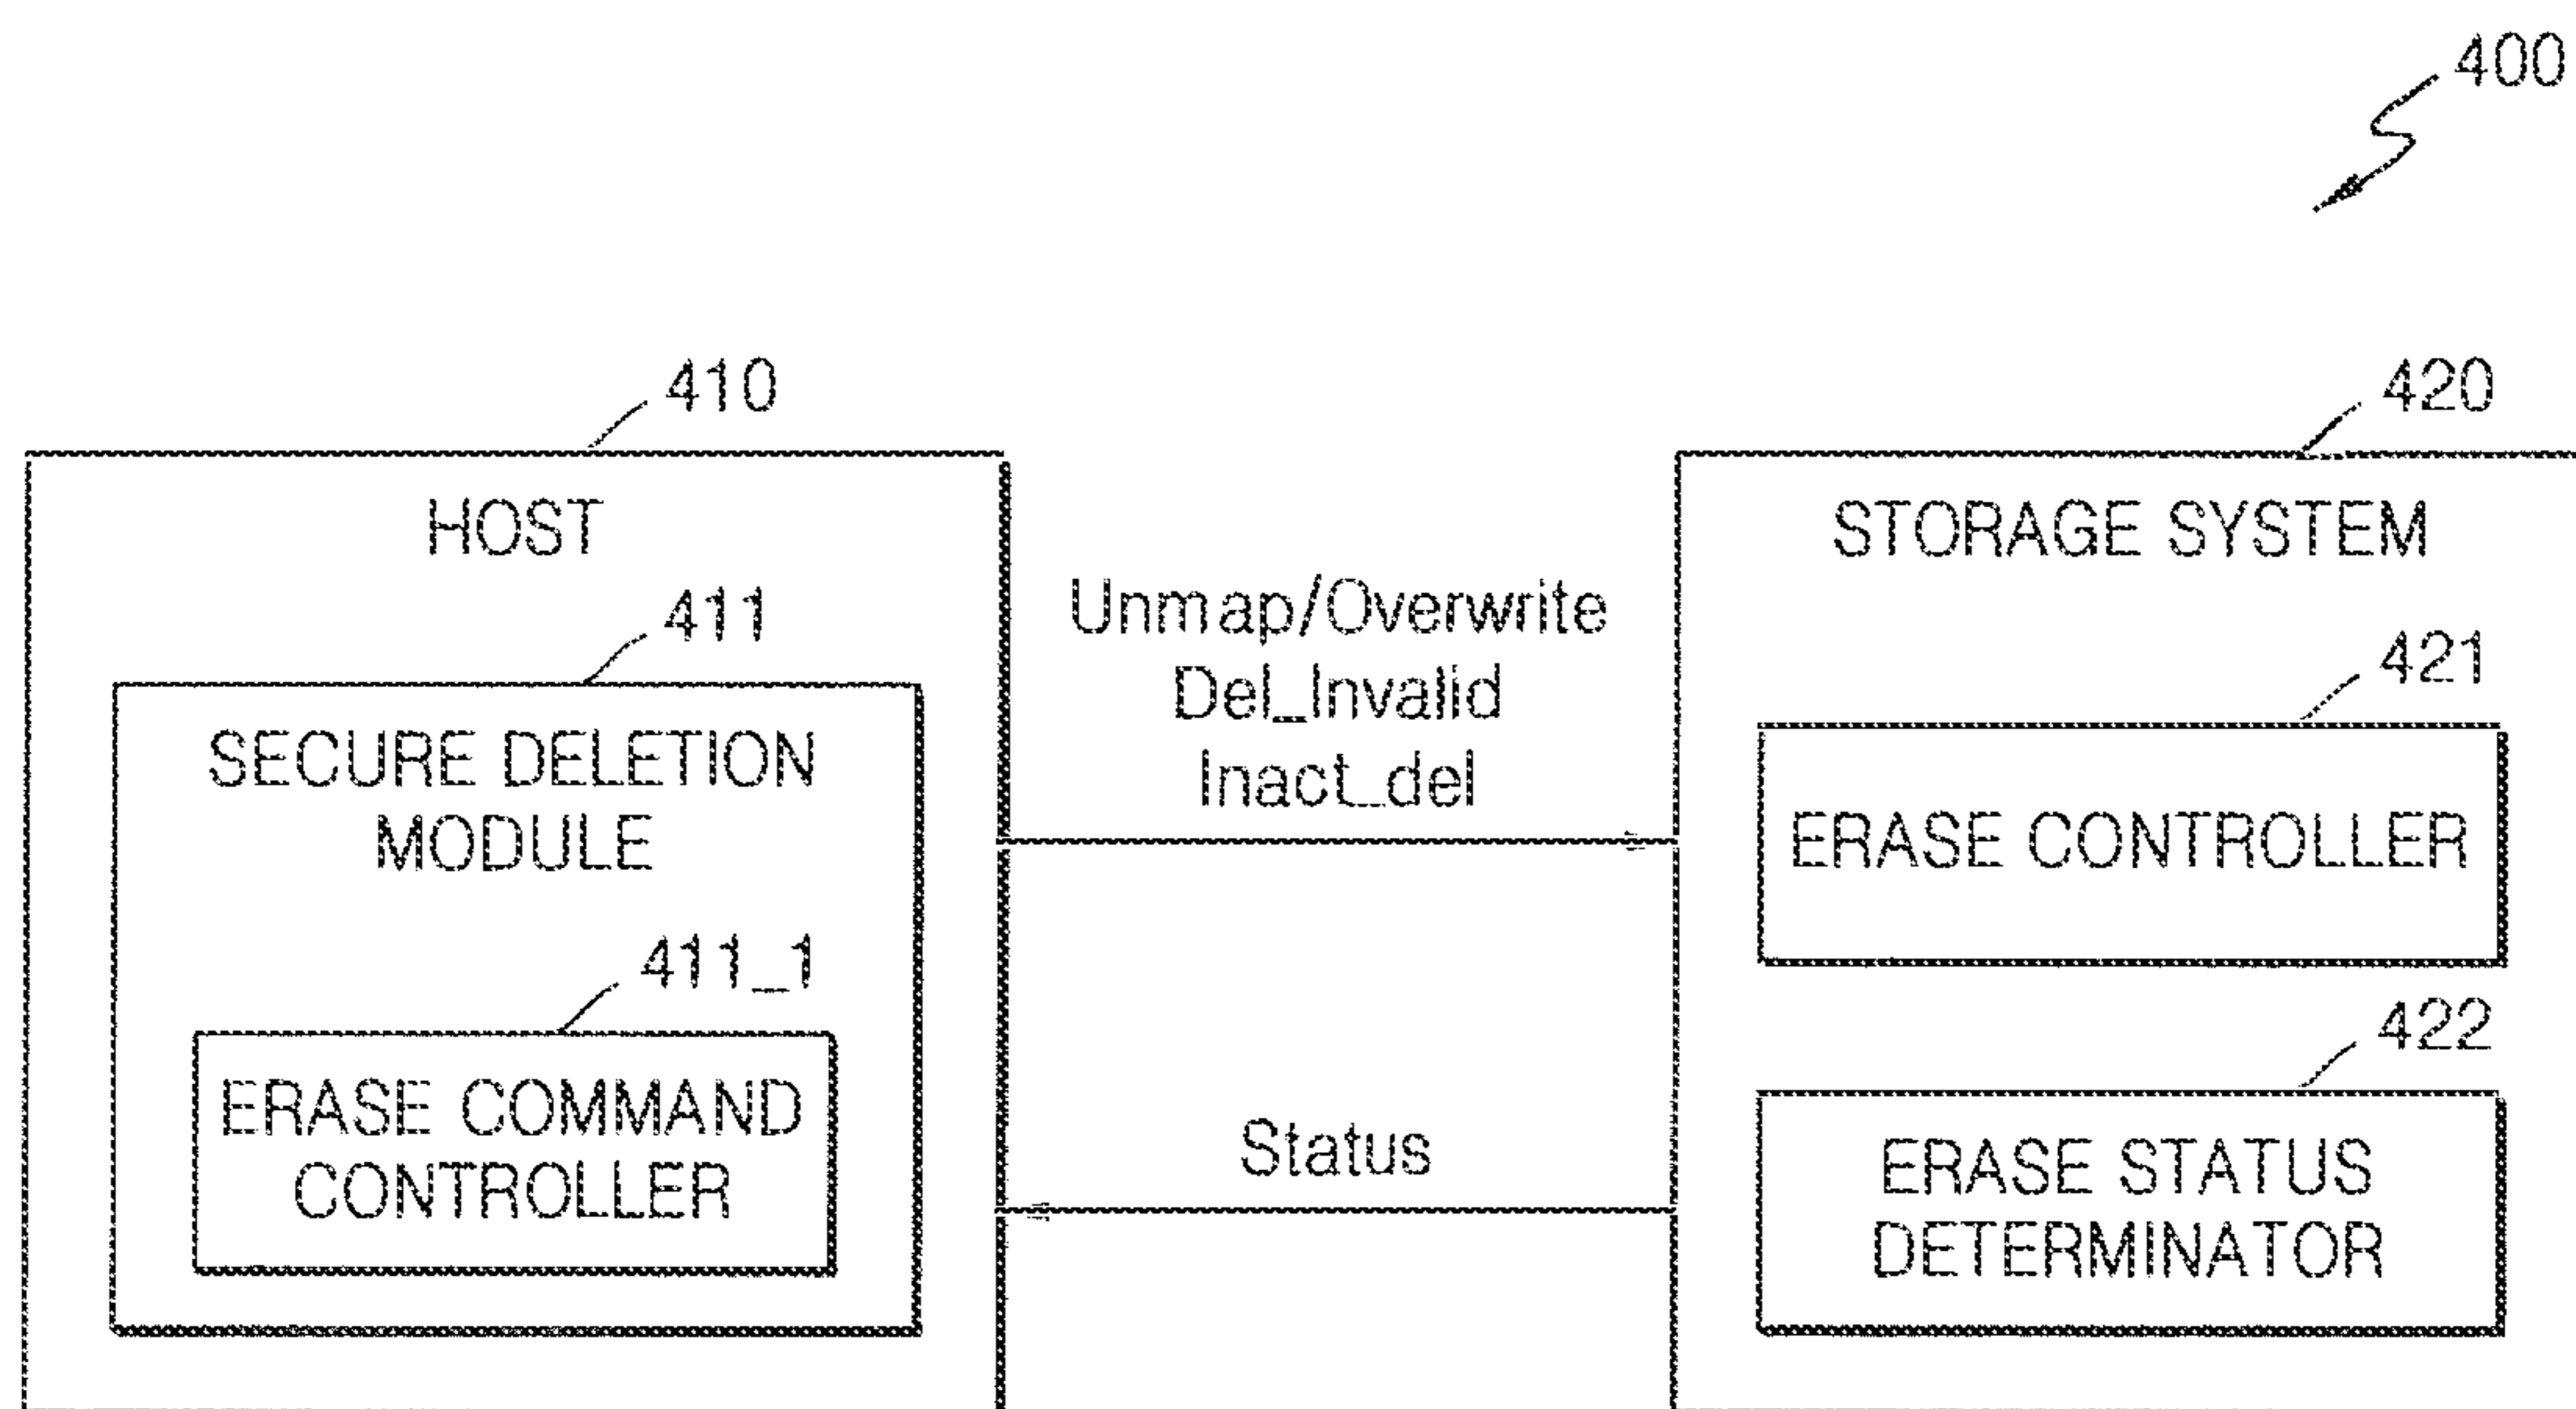 400
410
420
HOST
STORAGE SYSTEM
Unmap/Overwrite
Del_Invalid
Inact_del
411
421
SECURE DELETION
MODULE
ERASE CONTROLLER
411_1
422
ERASE COMMAND
CONTROLLER
Status
ERASE STATUS
DETERMINATOR